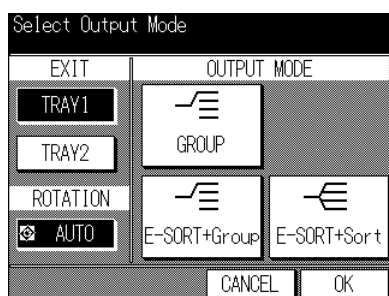 Select Output Mode
EXIT
OUTPUT MODE
TRAY1
GROUP
TRAY2
ROTATION
AUTO
E-SORT+Group
E-SORT+Sort
CANCEL
OK